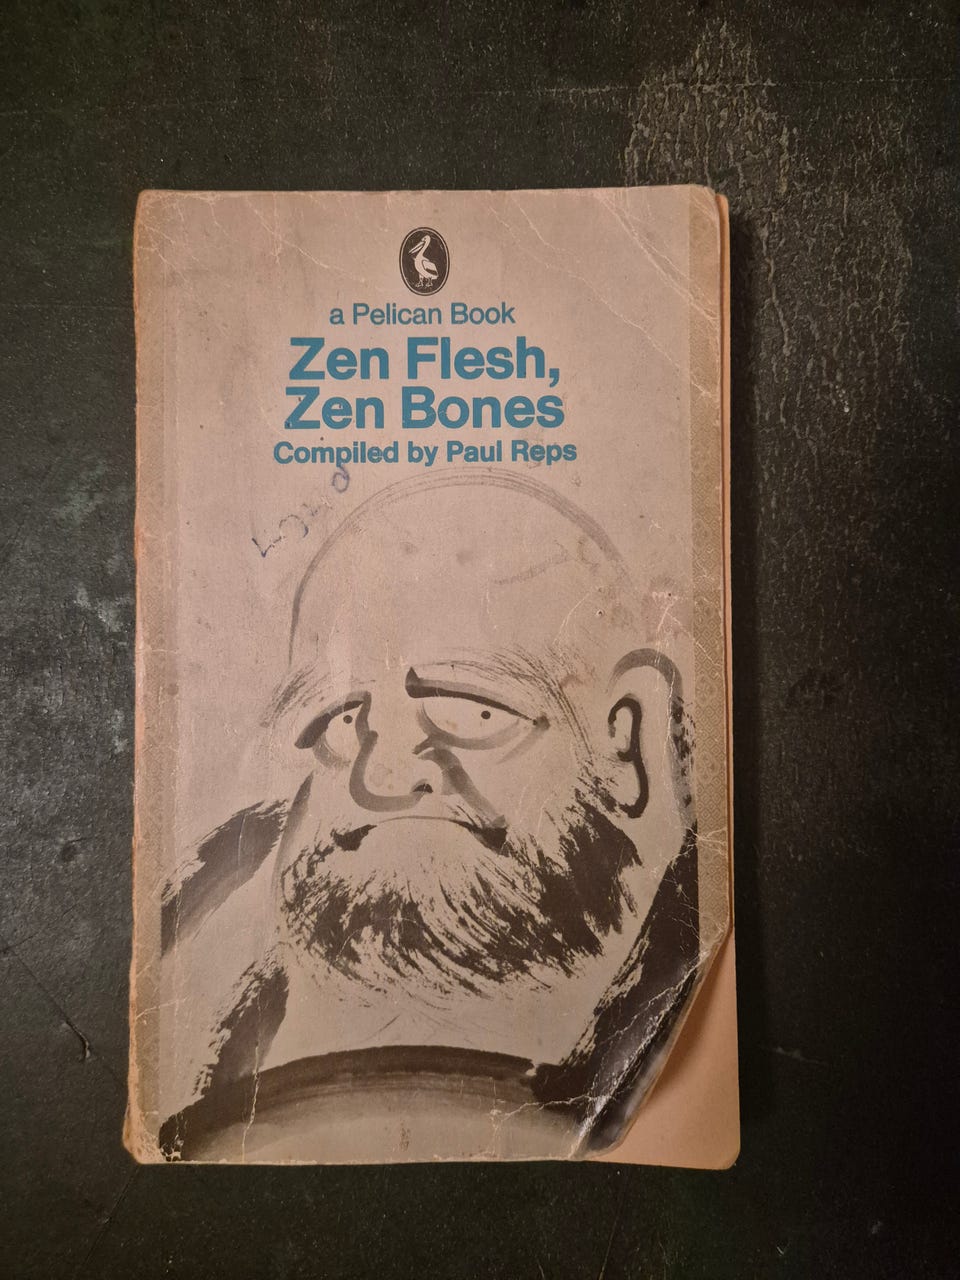 a Pelican Book
Zen Flesh,
Zen Bones
Compiled by Paul Reps